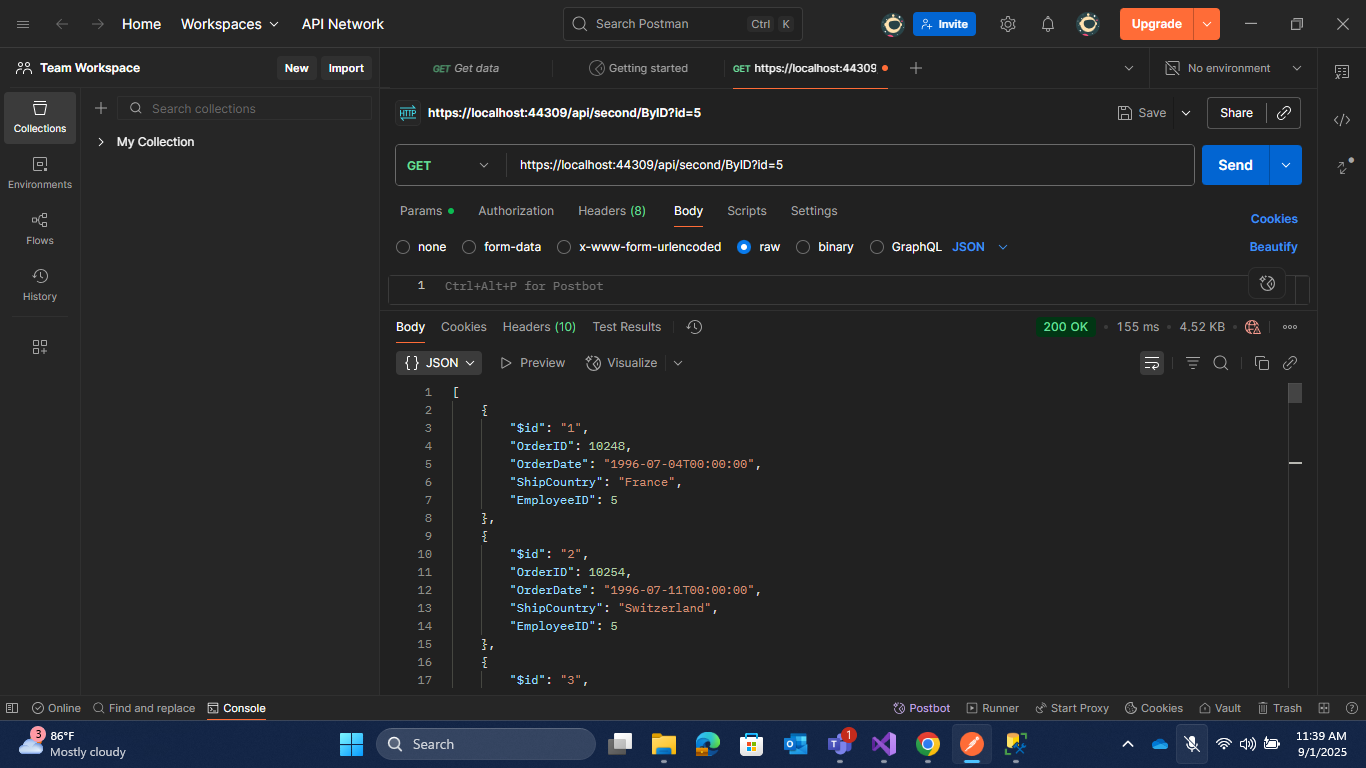 Home Workspaces API Network Search Postman Ctrl K Invite Upgrade
Team Workspace New Import GET Get data Getting started GET https://localhost:44309 No environment
Collections
Search collections
My Collection
Environments
Flows
History
HTTP https://localhost:44309/api/second/ByID?id=5 Save Share
GET https://localhost:44309/api/second/ByID?id=5 Send
Params Authorization Headers (8) Body Scripts Settings Cookies
none form-data x-www-form-urlencoded raw binary GraphQL JSON Beautify
1 Ctrl+Alt+P for Postbot
Body Cookies Headers (10) Test Results 200 OK 155 ms 4.52 KB
{} JSON Preview Visualize
1 [
2 {
3 "$id": "1",
4 "OrderID": 10248,
5 "OrderDate": "1996-07-04T00:00:00",
6 "ShipCountry": "France",
7 "EmployeeID": 5
8 },
9 {
10 "$id": "2",
11 "OrderID": 10254,
12 "OrderDate": "1996-07-11T00:00:00",
13 "ShipCountry": "Switzerland",
14 "EmployeeID": 5
15 },
16 {
17 "$id": "3",
Online Find and replace Console Postbot Runner Start Proxy Cookies Vault Trash
3 86°F
Mostly cloudy
Search
1
11:39 AM
9/1/2025